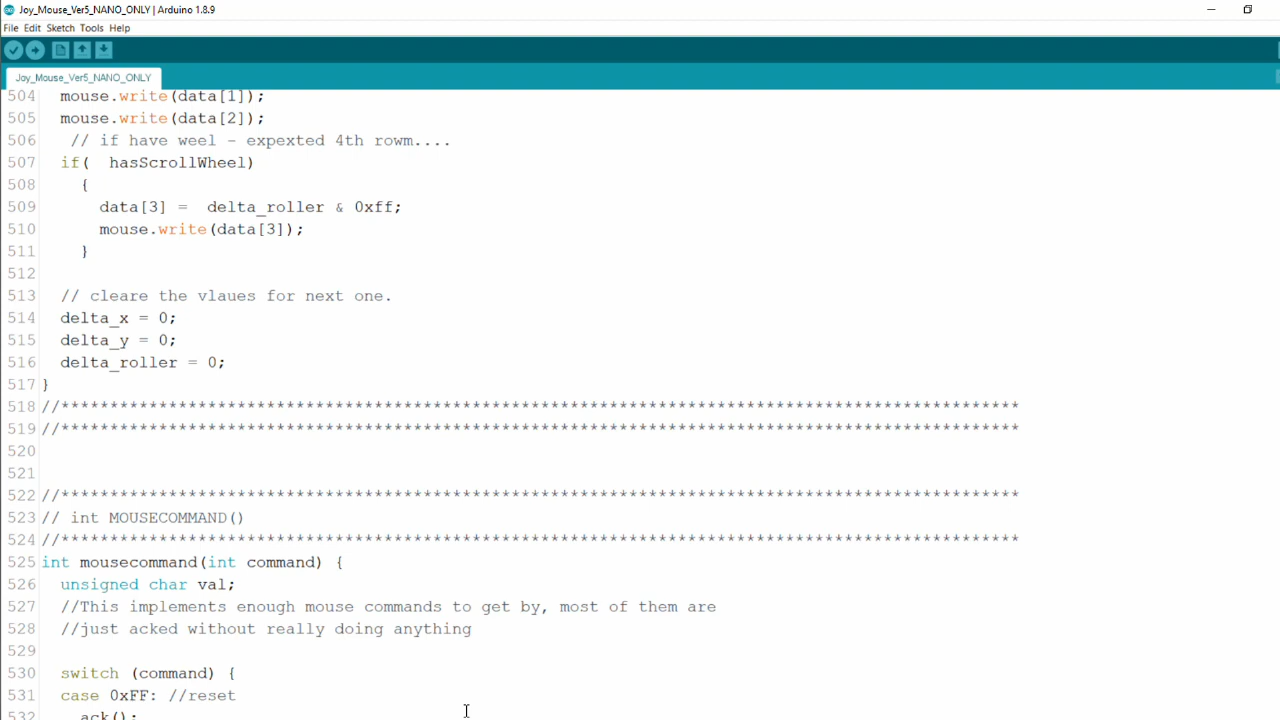 Joy_Mouse_Ver5_NANO_ONLY | Arduino 1.8.9
File Edit Sketch Tools Help
Joy_Mouse_Ver5_NANO_ONLY
504 mouse.write(data[1]);
505 mouse.write(data[2]);
506 // if have weel - expexted 4th rowm....
507 if( hasScrollWheel)
508 {
509 data[3] = delta_roller & 0xff;
510 mouse.write(data[3]);
511 }
512
513 // cleare the vlaues for next one.
514 delta_x = 0;
515 delta_y = 0;
516 delta_roller = 0;
517 }
518 //**************************************************************************************************
519 //**************************************************************************************************
520
521
522 //**************************************************************************************************
523 // int MOUSECOMMAND()
524 //**************************************************************************************************
525 int mousecommand(int command) {
526 unsigned char val;
527 //This implements enough mouse commands to get by, most of them are
528 //just acked without really doing anything
529
530 switch (command) {
531 case 0xFF: //reset
532 ack();